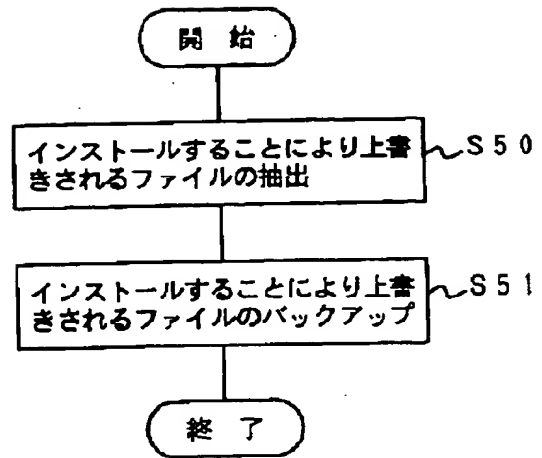 開 始
インストールすることにより上書
きされるファイルの抽出
S50
インストールすることにより上書
きされるファイルのバックアップ
S51
終 了